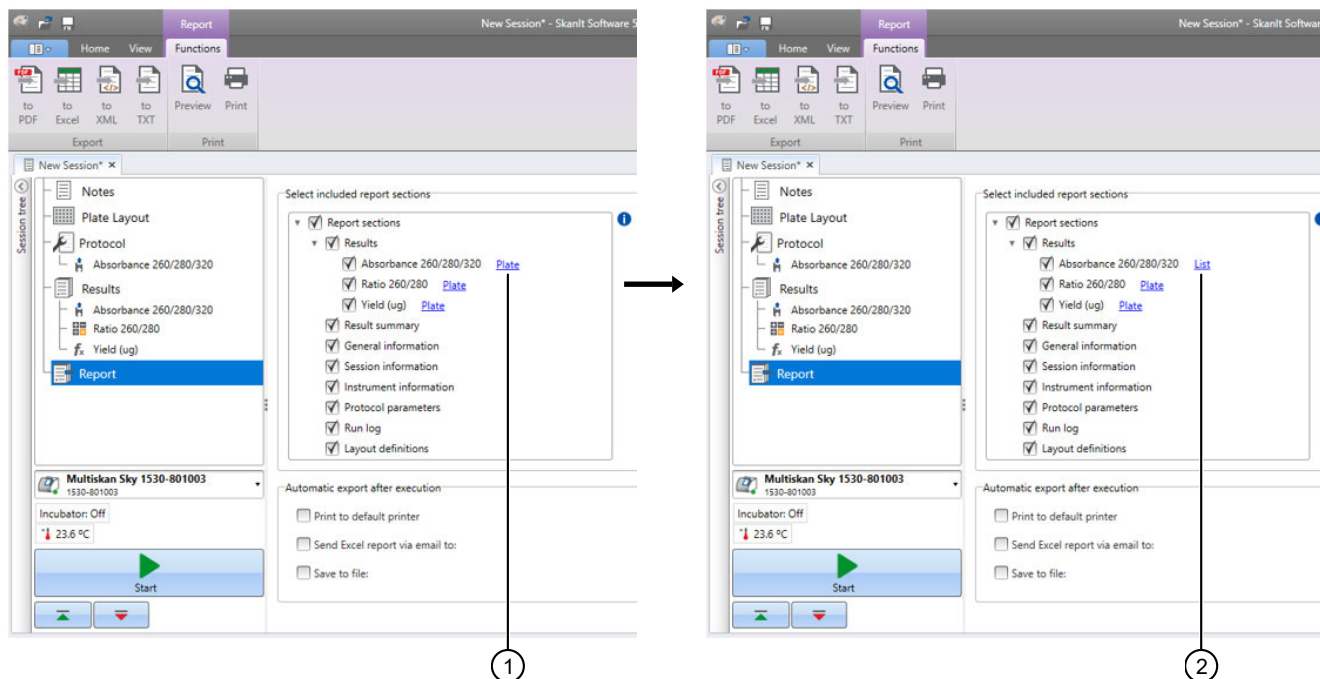 Report
New Session* - SkanIt Software 5
Home View Functions
to PDF
to Excel
to XML
to TXT
Preview
Print
Export
Print
New Session* ×
Session tree
Notes
Plate Layout
Protocol
Absorbance 260/280/320
Results
Absorbance 260/280/320
Ratio 260/280
fx Yield (ug)
Report
Multiskan Sky 1530-801003
1530-801003
Incubator: Off
23.6 ºC
Start
Select included report sections
Report sections
Results
Absorbance 260/280/320 Plate
Ratio 260/280 Plate
Yield (ug) Plate
Result summary
General information
Session information
Instrument information
Protocol parameters
Run log
Layout definitions
Automatic export after execution
Print to default printer
Send Excel report via email to:
Save to file:
1
Report
New Session* - SkanIt Softwar
Home View Functions
to PDF
to Excel
to XML
to TXT
Preview
Print
Export
Print
New Session* ×
Session tree
Notes
Plate Layout
Protocol
Absorbance 260/280/320
Results
Absorbance 260/280/320
Ratio 260/280
fx Yield (ug)
Report
Multiskan Sky 1530-801003
1530-801003
Incubator: Off
23.6 ºC
Start
Select included report sections
Report sections
Results
Absorbance 260/280/320 List
Ratio 260/280 Plate
Yield (ug) Plate
Result summary
General information
Session information
Instrument information
Protocol parameters
Run log
Layout definitions
Automatic export after execution
Print to default printer
Send Excel report via email to:
Save to file:
2